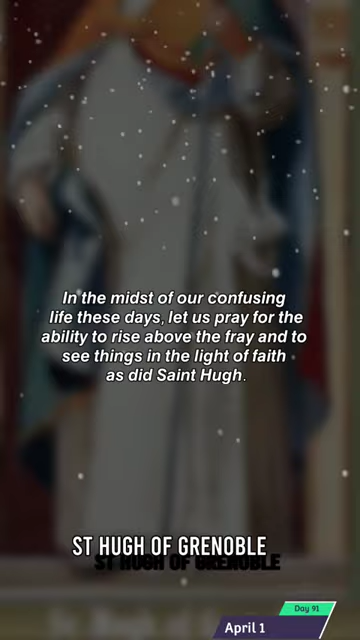 In the midst of our confusing
life these days, let us pray for the
ability to rise above the fray and to
see things in the light of faith
as did Saint Hugh.
ST HUGH OF GRENOBLE
ST HUGH OF GRENOBLE
Day 91
April 1